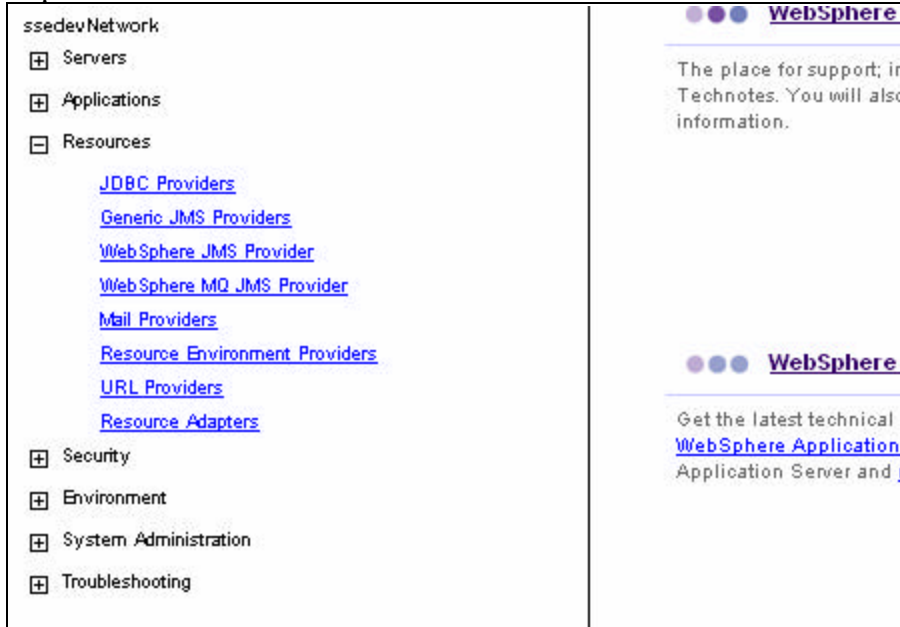 ssedevNetwork
Servers
Applications
Resources
JDBC Providers
Generic JMS Providers
WebSphere JMS Provider
WebSphere MQ JMS Provider
Mail Providers
Resource Environment Providers
URL Providers
Resource Adapters
Security
Environment
System Administration
Troubleshooting
WebSphere
The place for support;
Technotes. You will also
information.
WebSphere
Get the latest technical
WebSphere Application
Application Server and